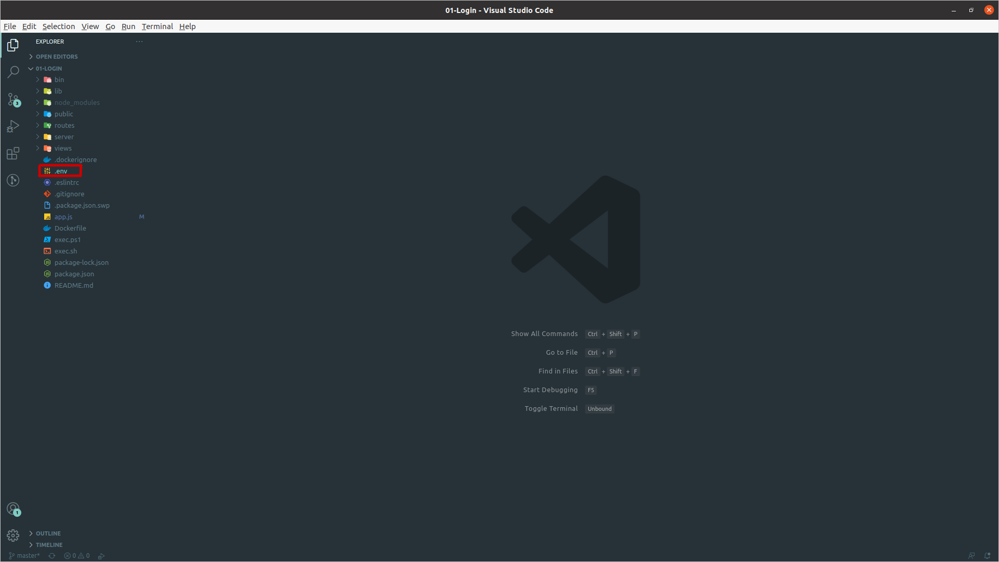 01-Login - Visual Studio Code
File Edit Selection View Go Run Terminal Help
EXPLORER
OPEN EDITORS
01-LOGIN
bin
lib
node_modules
3
public
routes
server
views
.dockerignore
.env
.eslintrc
.gitignore
.package.json.swp
JS app.js M
Dockerfile
exec.ps1
exec.sh
package-lock.json
package.json
README.md
Show All Commands Ctrl + Shift + P
Go to File Ctrl + P
Find in Files Ctrl + Shift + F
Start Debugging F5
Toggle Terminal Unbound
1
OUTLINE
TIMELINE
master* 0 0